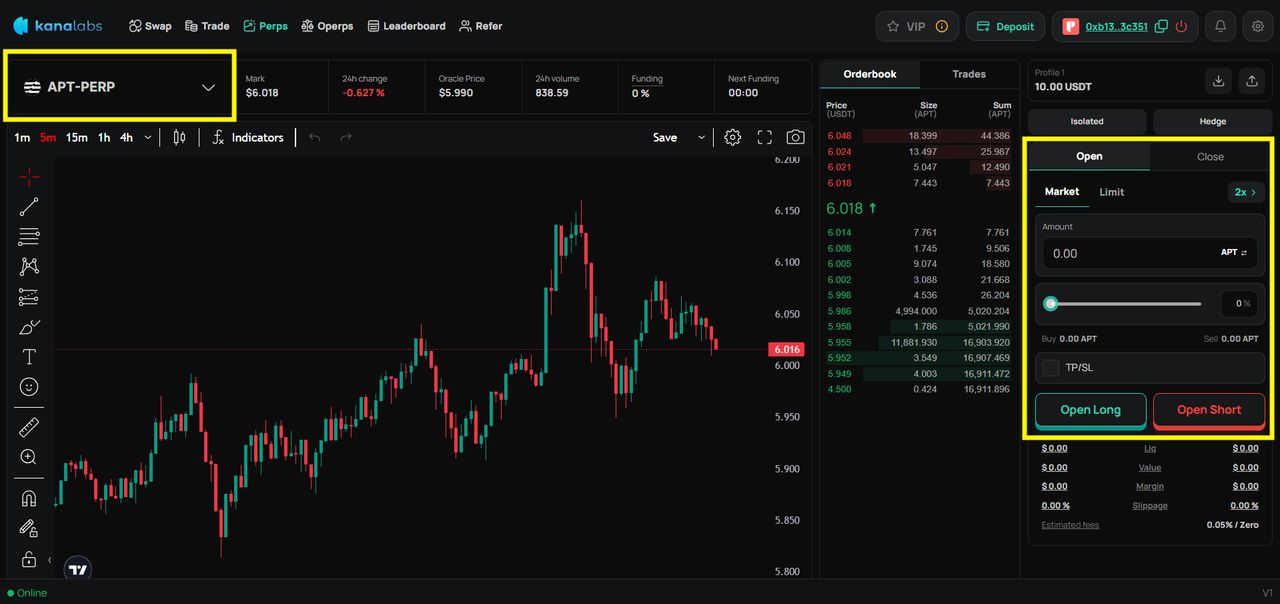 kanalabs Swap Trade Perps Operps Leaderboard Refer VIP Deposit 0xb13..3c351
APT-PERP
Mark
$6.018
24h change
-0.627 %
Oracle Price
$5.990
24h volume
838.59
Funding
0 %
Next Funding
00:00
1m 5m 15m 1h 4h Indicators Save
6.200
6.150
6.100
6.050
6.016
6.000
5.950
5.900
5.850
5.800
Orderbook Trades
Price Size Sum
(USDT) (APT) (APT)
6.048 18.399 44.386
6.024 13.497 25.987
6.021 5.047 12.490
6.018 7.443 7.443
6.018 ↑
6.014 7.761 7.761
6.008 1.745 9.506
6.005 9.074 18.580
6.002 3.088 21.668
5.998 4.536 26.204
5.986 4,994.000 5,020.204
5.958 1.786 5,021.990
5.955 11,881.930 16,903.920
5.952 3.549 16,907.469
5.949 4.003 16,911.472
4.500 0.424 16,911.896
Profile 1
10.00 USDT
Isolated Hedge
Open Close
Market Limit 2x >
Amount
0.00 APT
0 %
Buy 0.00 APT Sell 0.00 APT
TP/SL
Open Long Open Short
$ 0.00 Liq $ 0.00
$ 0.00 Value $ 0.00
$ 0.00 Margin $ 0.00
0.00 % Slippage 0.00 %
Estimated fees 0.05% / Zero
Online V1